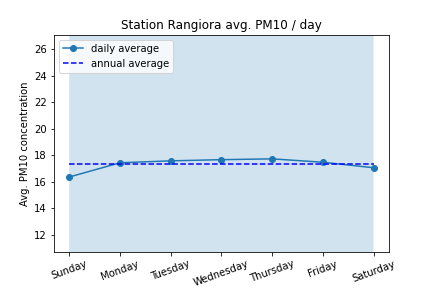 Station Rangiora avg. PM10 / day
daily average
annual average
Avg. PM10 concentration
26
24
22
20
18
16
14
12
Sunday
Monday
Tuesday
Wednesday
Thursday
Friday
Saturday